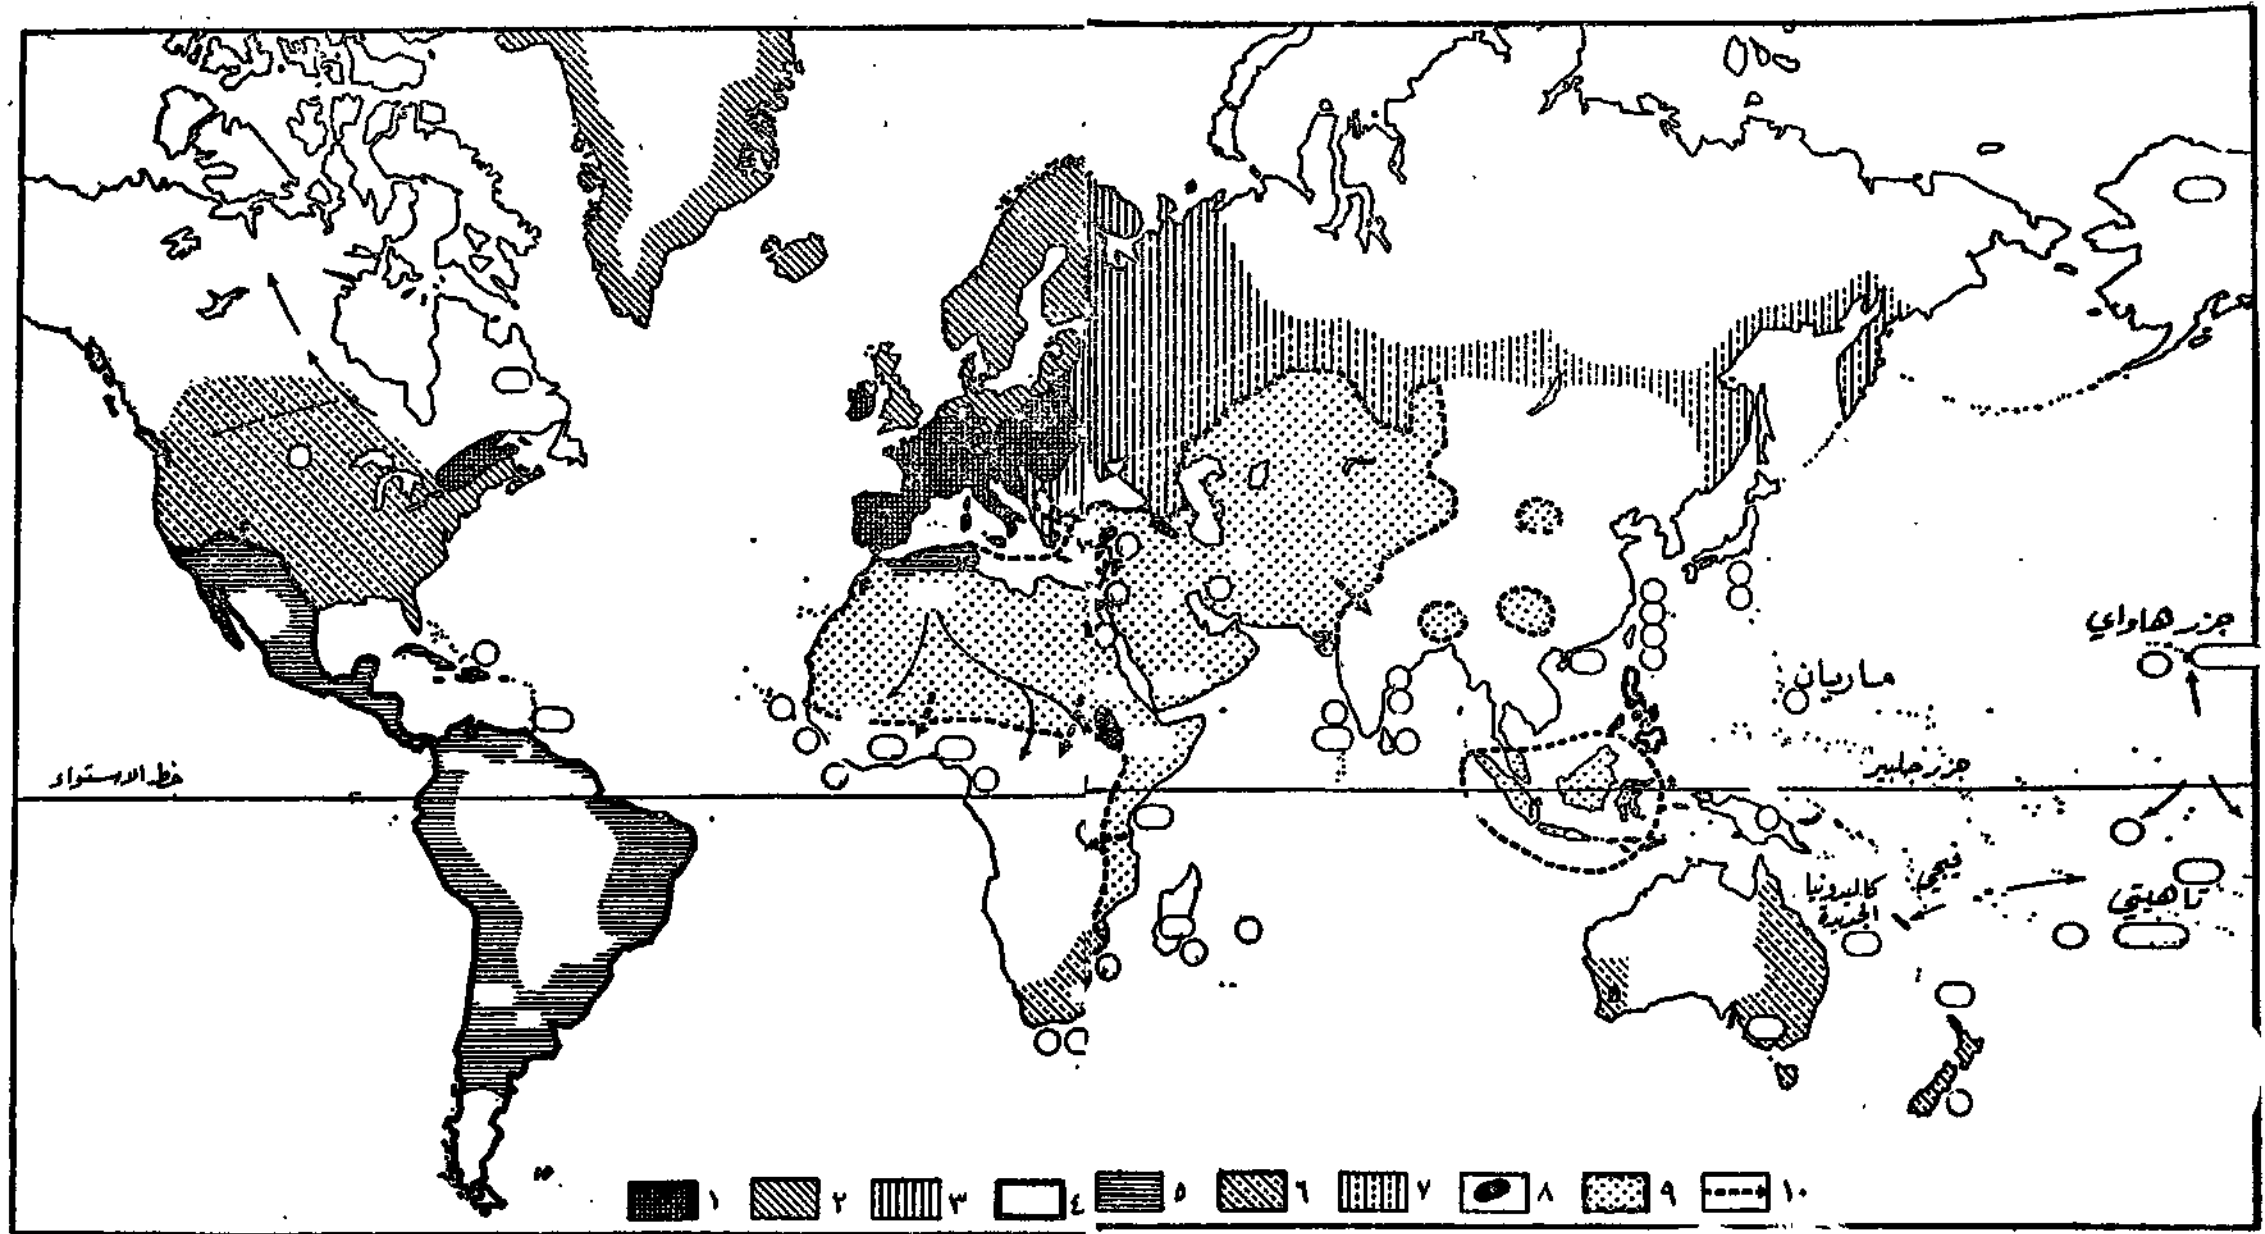 جزر هاواي
ماريان
جزر جلبير
خط الاستواء
فيجي
كاليدونيا
الجديدة
تاهيتي
١ ٢ ٣ ٤ ٥ ٦ ٧ ٨ ٩ ١٠